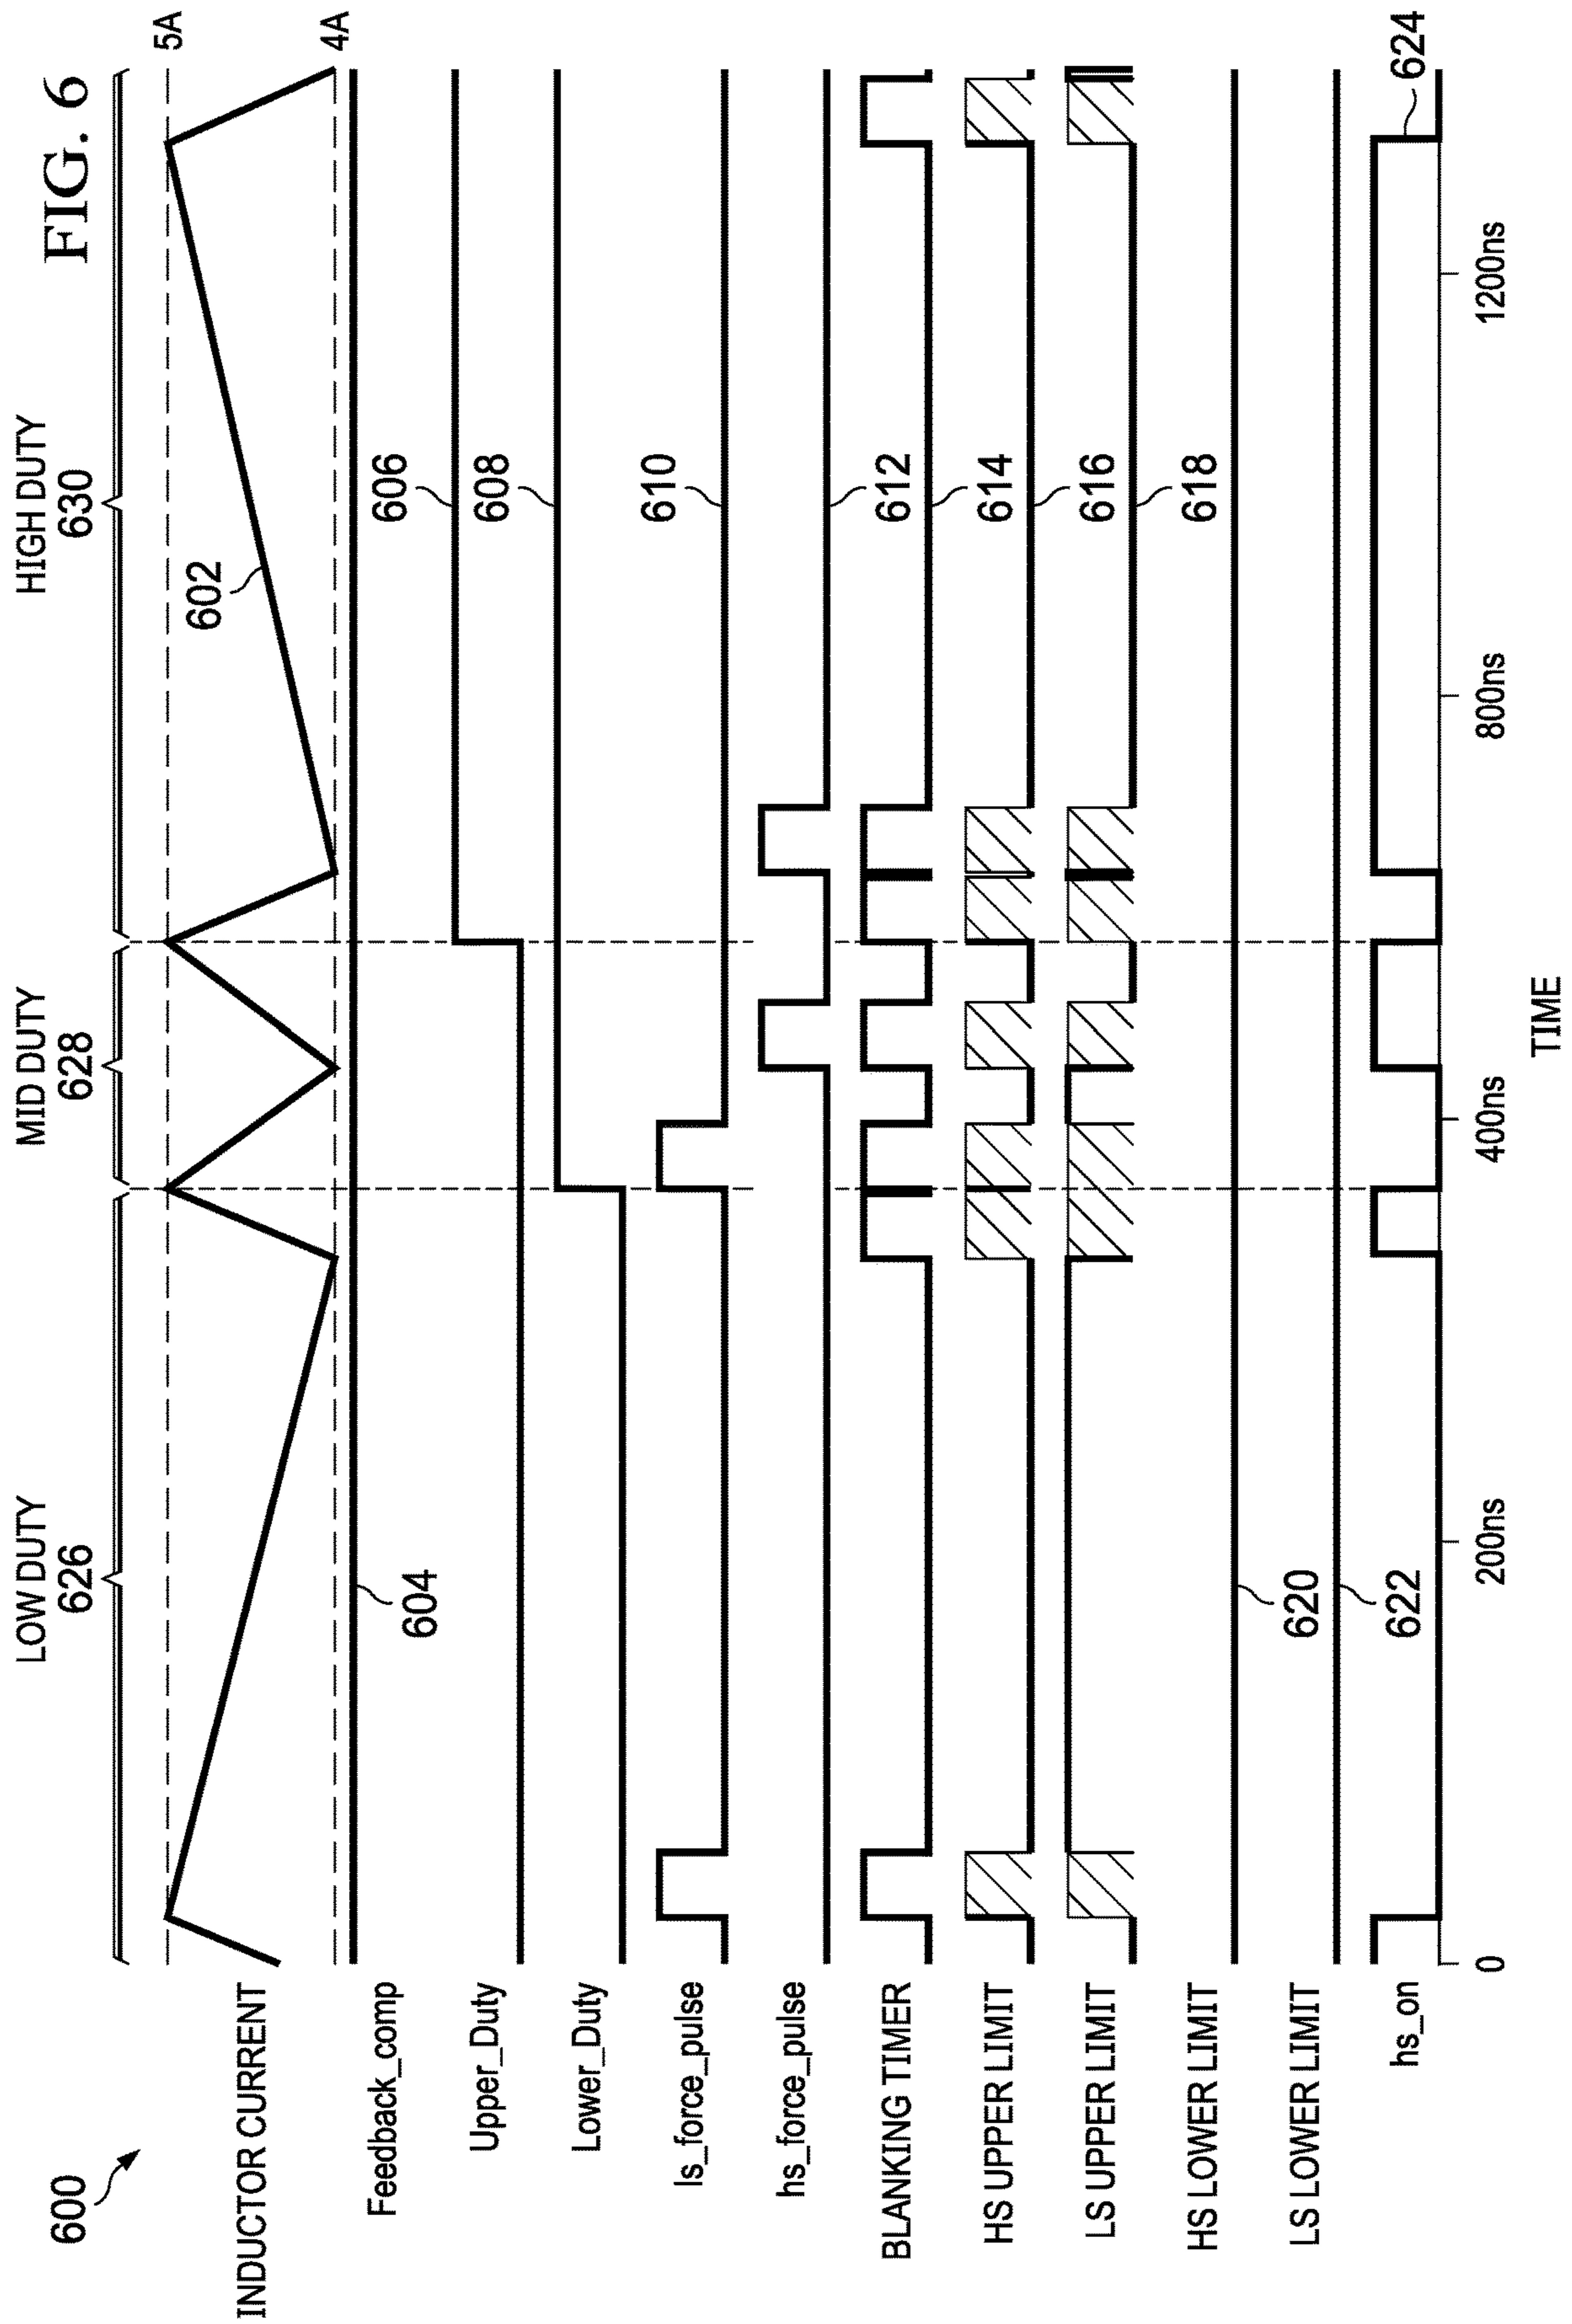 FIG. 6
600
LOW DUTY
626
MID DUTY
628
HIGH DUTY
630
5A
4A
INDUCTOR CURRENT
602
Feedback_comp
604
Upper_Duty
606
Lower_Duty
608
ls_force_pulse
610
hs_force_pulse
612
BLANKING TIMER
614
HS UPPER LIMIT
616
LS UPPER LIMIT
618
HS LOWER LIMIT
620
LS LOWER LIMIT
622
hs_on
624
0
200ns
400ns
800ns
1200ns
TIME